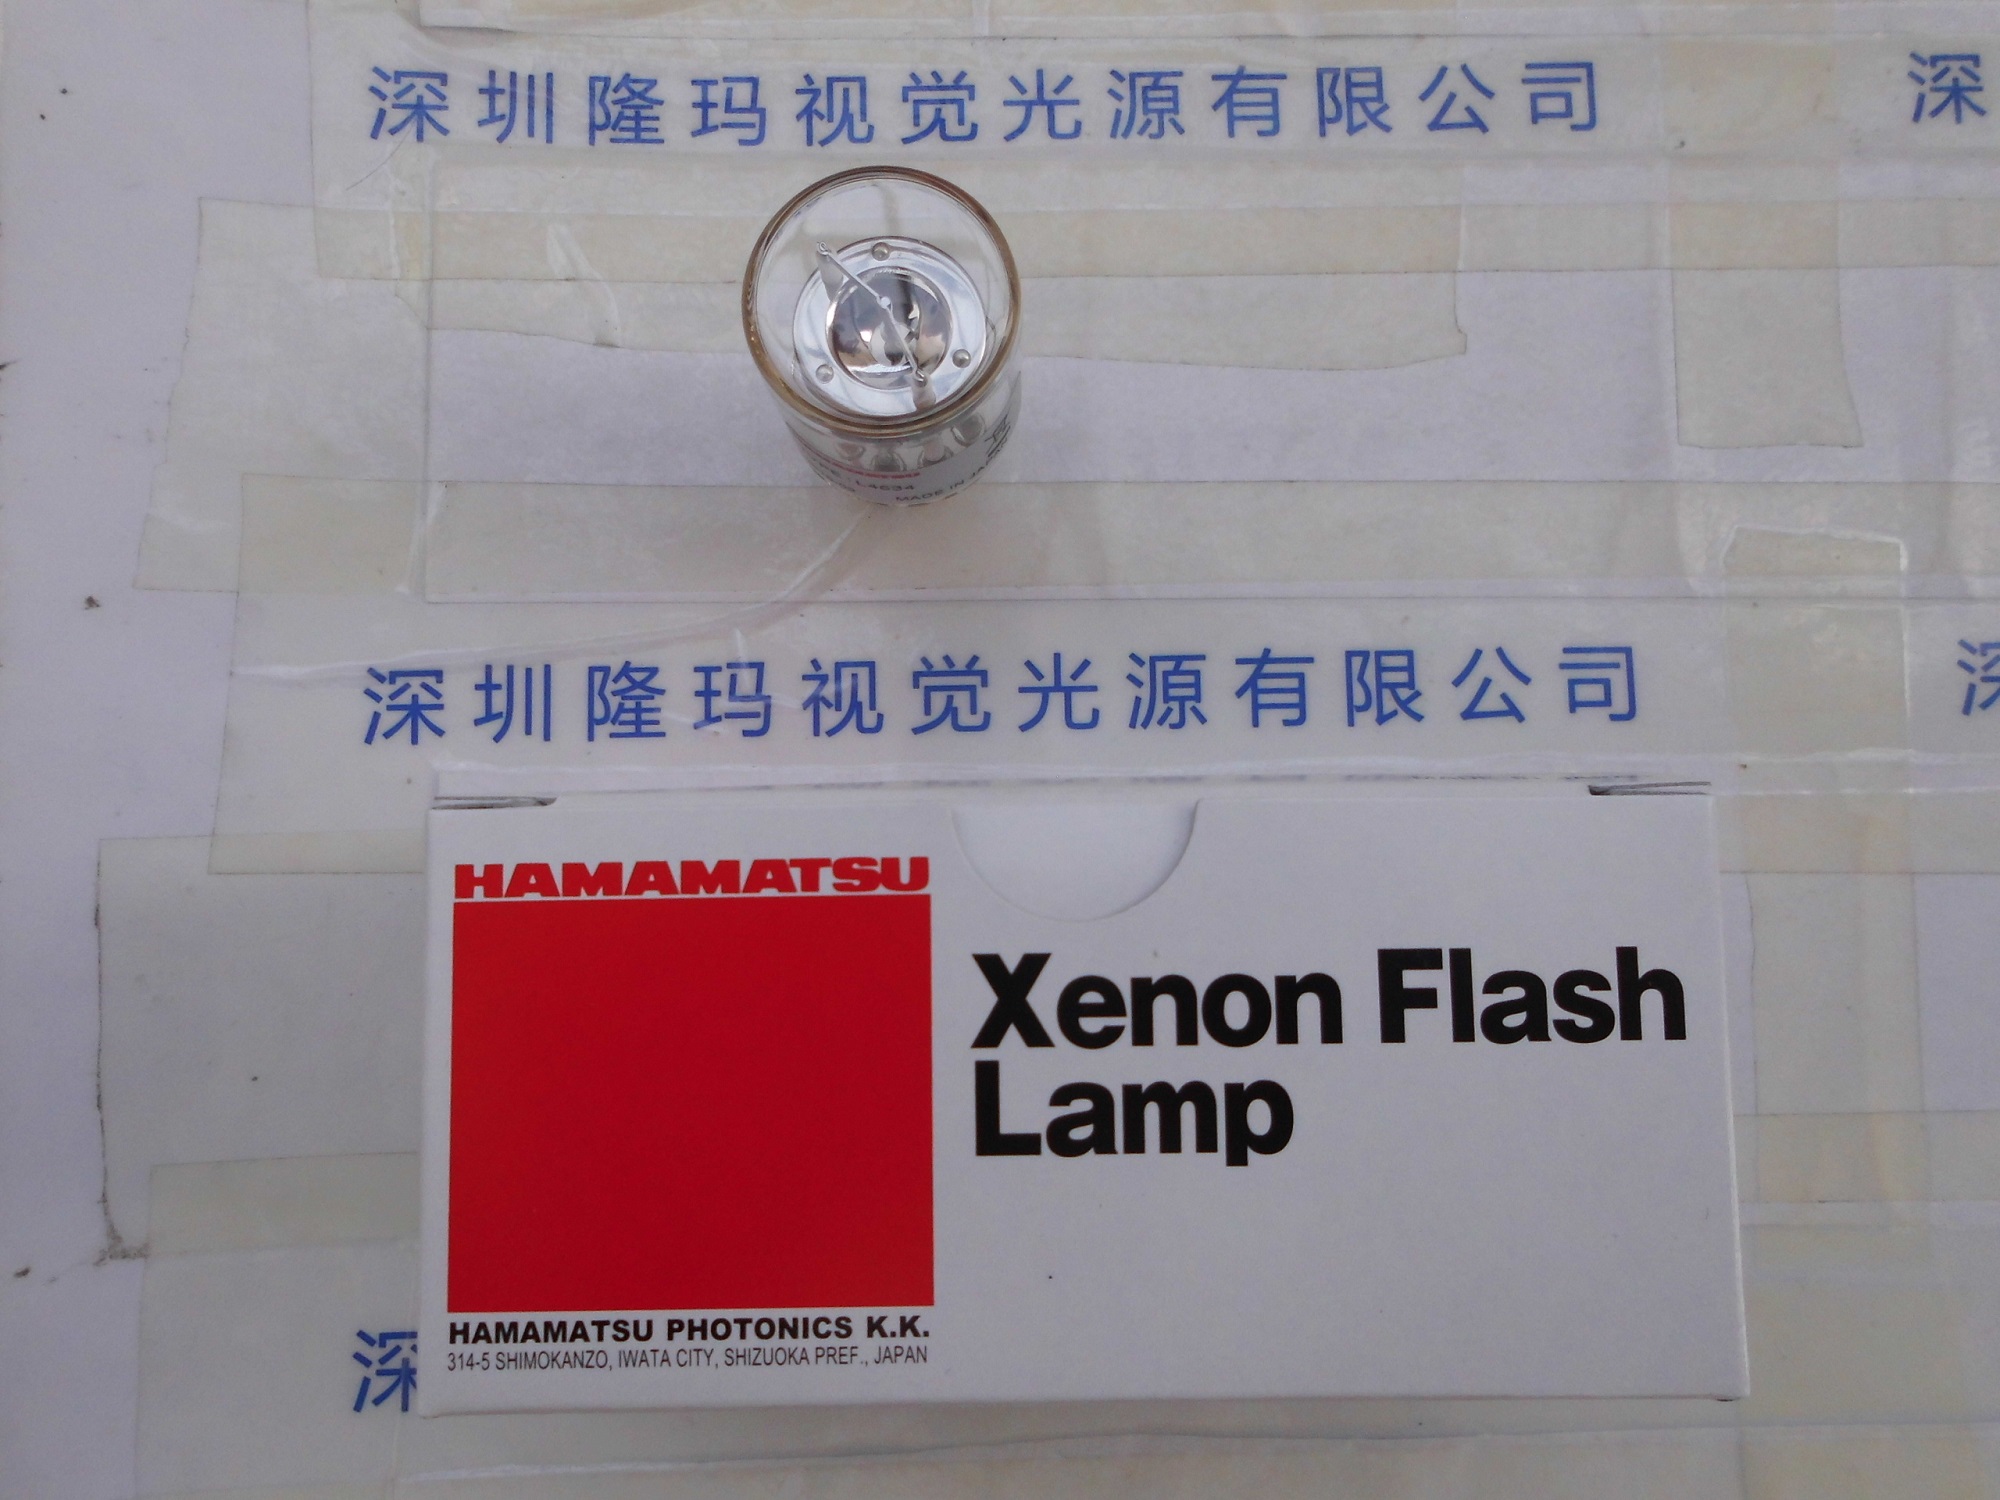 深圳隆玛视觉光源有限公司 深
HAMAMATSU
L4634
MADE IN JAPAN
深圳隆玛视觉光源有限公司 深
HAMAMATSU
Xenon Flash
Lamp
HAMAMATSU PHOTONICS K.K.
314-5 SHIMOKANZO, IWATA CITY, SHIZUOKA PREF., JAPAN
深